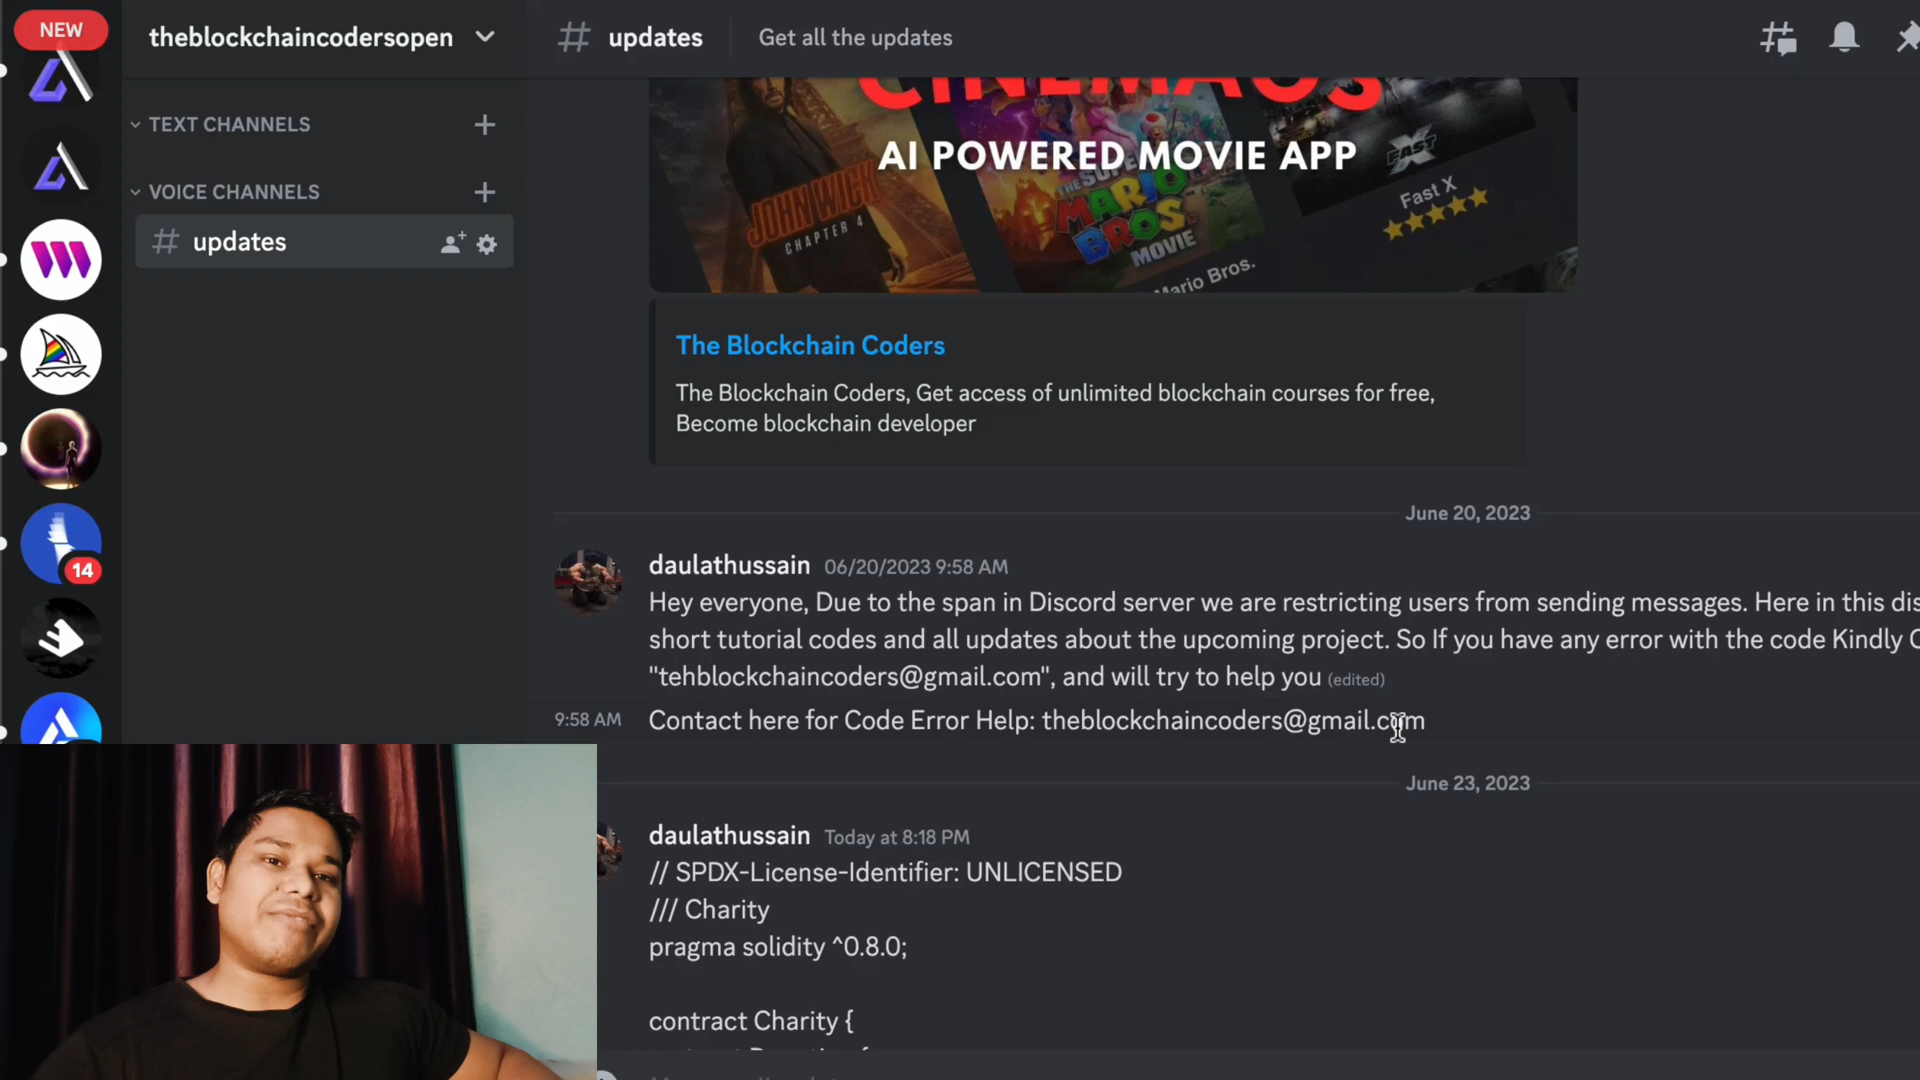 NEW
theblockchaincodersopen
updates
Get all the updates
TEXT CHANNELS
VOICE CHANNELS
updates
14
CINEMAOS
AI POWERED MOVIE APP
JOHN WICK
CHAPTER 4
THE SUPER
MARIO
BROS
MOVIE
Mario Bros.
FAST X
Fast X
The Blockchain Coders
The Blockchain Coders, Get access of unlimited blockchain courses for free,
Become blockchain developer
June 20, 2023
daulathussain 06/20/2023 9:58 AM
Hey everyone, Due to the span in Discord server we are restricting users from sending messages. Here in this dis
short tutorial codes and all updates about the upcoming project. So If you have any error with the code Kindly C
"tehblockchaincoders@gmail.com", and will try to help you (edited)
9:58 AM Contact here for Code Error Help: theblockchaincoders@gmail.com
June 23, 2023
daulathussain Today at 8:18 PM
// SPDX-License-Identifier: UNLICENSED
/// Charity
pragma solidity ^0.8.0;
contract Charity {